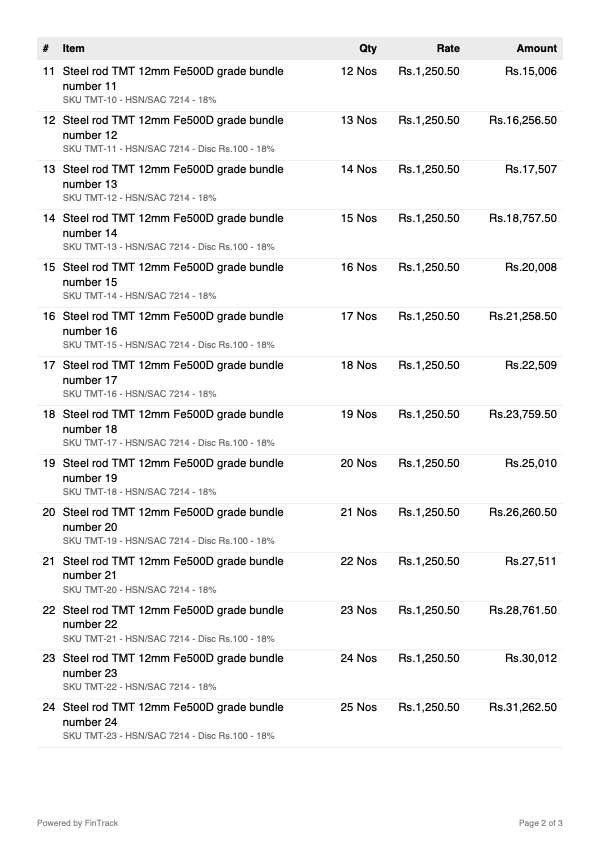 # Item Qty Rate Amount
11 Steel rod TMT 12mm Fe500D grade bundle 12 Nos Rs.1,250.50 Rs.15,006
number 11
SKU TMT-10 - HSN/SAC 7214 - 18%
12 Steel rod TMT 12mm Fe500D grade bundle 13 Nos Rs.1,250.50 Rs.16,256.50
number 12
SKU TMT-11 - HSN/SAC 7214 - Disc Rs.100 - 18%
13 Steel rod TMT 12mm Fe500D grade bundle 14 Nos Rs.1,250.50 Rs.17,507
number 13
SKU TMT-12 - HSN/SAC 7214 - 18%
14 Steel rod TMT 12mm Fe500D grade bundle 15 Nos Rs.1,250.50 Rs.18,757.50
number 14
SKU TMT-13 - HSN/SAC 7214 - Disc Rs.100 - 18%
15 Steel rod TMT 12mm Fe500D grade bundle 16 Nos Rs.1,250.50 Rs.20,008
number 15
SKU TMT-14 - HSN/SAC 7214 - 18%
16 Steel rod TMT 12mm Fe500D grade bundle 17 Nos Rs.1,250.50 Rs.21,258.50
number 16
SKU TMT-15 - HSN/SAC 7214 - Disc Rs.100 - 18%
17 Steel rod TMT 12mm Fe500D grade bundle 18 Nos Rs.1,250.50 Rs.22,509
number 17
SKU TMT-16 - HSN/SAC 7214 - 18%
18 Steel rod TMT 12mm Fe500D grade bundle 19 Nos Rs.1,250.50 Rs.23,759.50
number 18
SKU TMT-17 - HSN/SAC 7214 - Disc Rs.100 - 18%
19 Steel rod TMT 12mm Fe500D grade bundle 20 Nos Rs.1,250.50 Rs.25,010
number 19
SKU TMT-18 - HSN/SAC 7214 - 18%
20 Steel rod TMT 12mm Fe500D grade bundle 21 Nos Rs.1,250.50 Rs.26,260.50
number 20
SKU TMT-19 - HSN/SAC 7214 - Disc Rs.100 - 18%
21 Steel rod TMT 12mm Fe500D grade bundle 22 Nos Rs.1,250.50 Rs.27,511
number 21
SKU TMT-20 - HSN/SAC 7214 - 18%
22 Steel rod TMT 12mm Fe500D grade bundle 23 Nos Rs.1,250.50 Rs.28,761.50
number 22
SKU TMT-21 - HSN/SAC 7214 - Disc Rs.100 - 18%
23 Steel rod TMT 12mm Fe500D grade bundle 24 Nos Rs.1,250.50 Rs.30,012
number 23
SKU TMT-22 - HSN/SAC 7214 - 18%
24 Steel rod TMT 12mm Fe500D grade bundle 25 Nos Rs.1,250.50 Rs.31,262.50
number 24
SKU TMT-23 - HSN/SAC 7214 - Disc Rs.100 - 18%
Powered by FinTrack Page 2 of 3